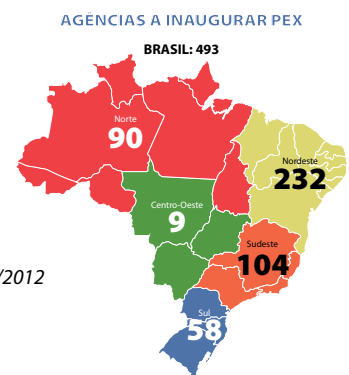 AGÊNCIAS A INAUGURAR PEX
BRASIL: 493
Norte
90
Nordeste
232
Centro-Oeste
9
Sudeste
104
/2012
Sul
58